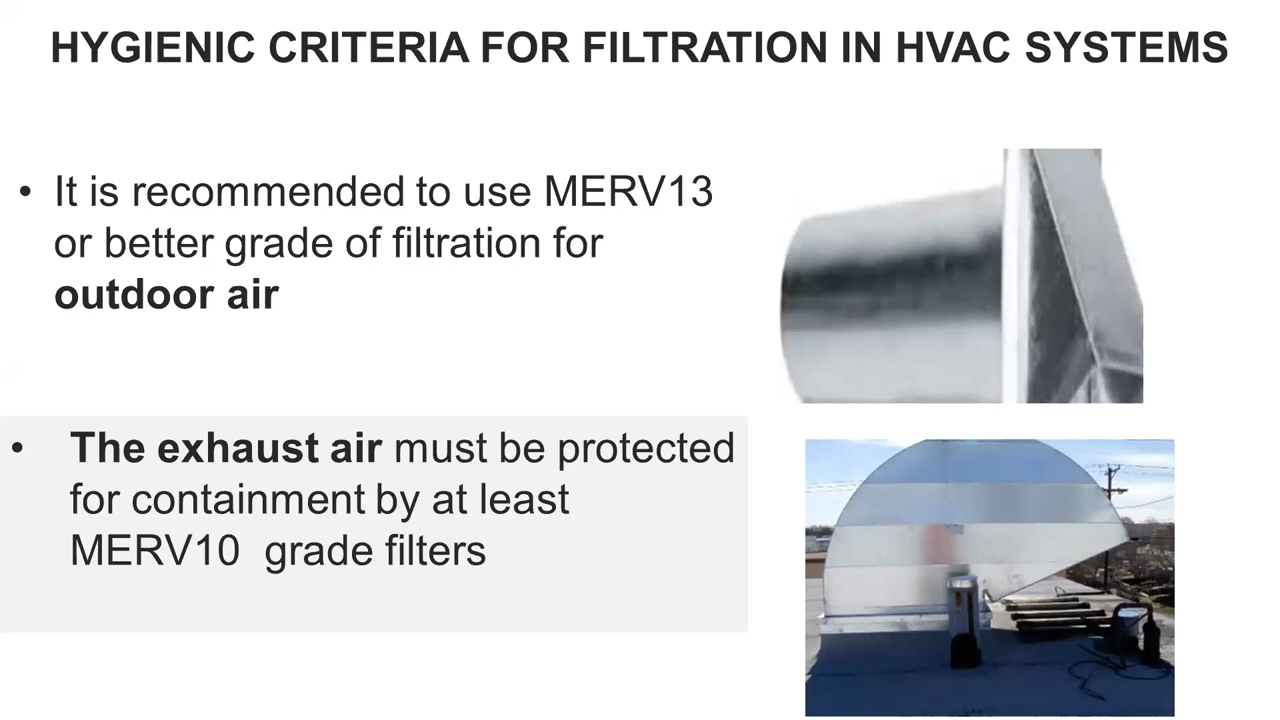 HYGIENIC CRITERIA FOR FILTRATION IN HVAC SYSTEMS
• It is recommended to use MERV13
or better grade of filtration for
outdoor air
• The exhaust air must be protected
for containment by at least
MERV10  grade filters